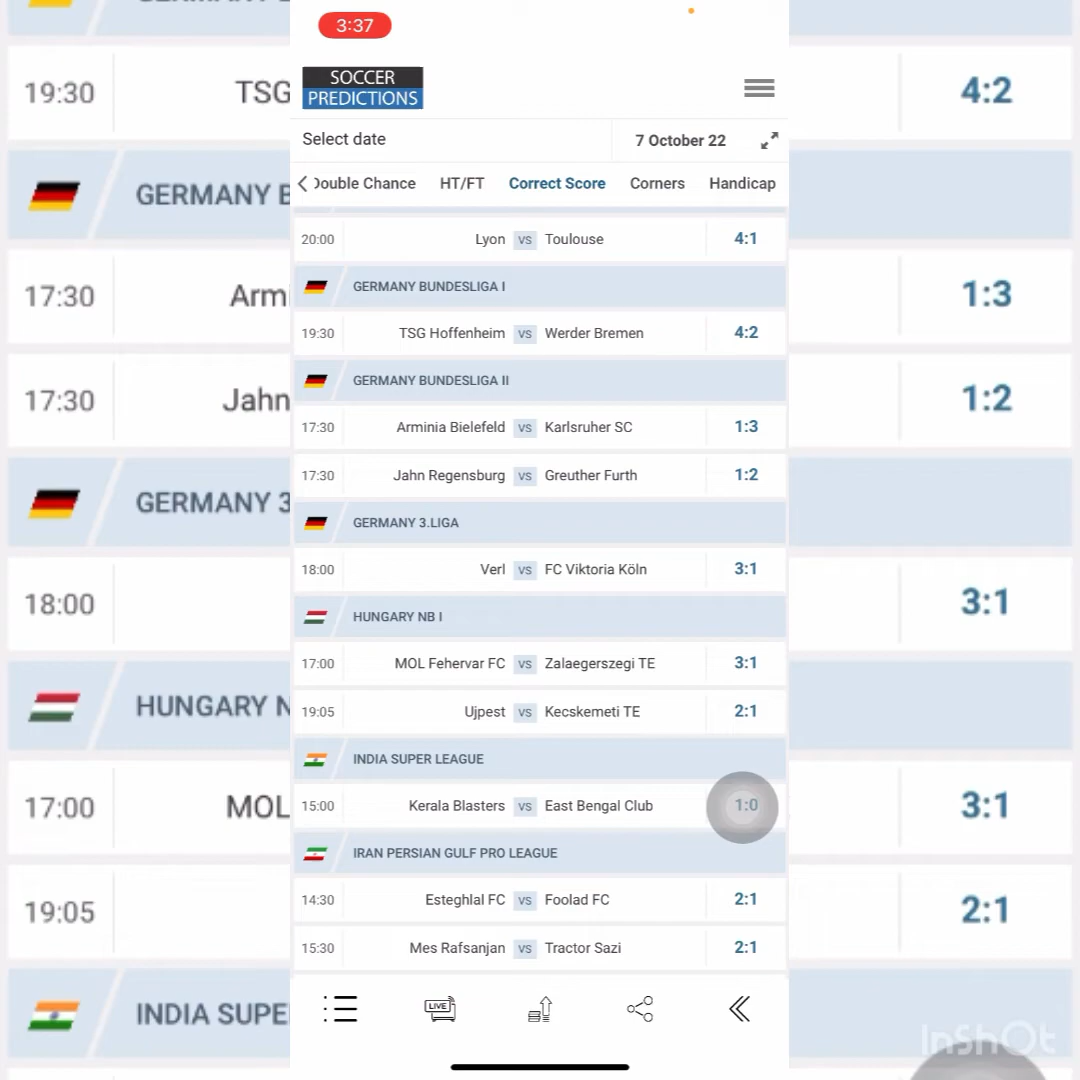 3:37
SOCCER
PREDICTIONS
Select date 7 October 22
Double Chance HT/FT Correct Score Corners Handicap
20:00 Lyon VS Toulouse 4:1
GERMANY BUNDESLIGA I
19:30 TSG Hoffenheim VS Werder Bremen 4:2
GERMANY BUNDESLIGA II
17:30 Arminia Bielefeld VS Karlsruher SC 1:3
17:30 Jahn Regensburg VS Greuther Furth 1:2
GERMANY 3.LIGA
18:00 Verl VS FC Viktoria Köln 3:1
HUNGARY NB I
17:00 MOL Fehervar FC VS Zalaegerszegi TE 3:1
19:05 Ujpest VS Kecskemeti TE 2:1
INDIA SUPER LEAGUE
15:00 Kerala Blasters VS East Bengal Club 1:0
IRAN PERSIAN GULF PRO LEAGUE
14:30 Esteghlal FC VS Foolad FC 2:1
15:30 Mes Rafsanjan VS Tractor Sazi 2:1
LIVE
19:30 TSG 4:2
GERMANY B
17:30 Armi 1:3
17:30 Jahn 1:2
GERMANY 3
18:00 3:1
HUNGARY N
17:00 MOL 3:1
19:05 2:1
INDIA SUPE
InShOt